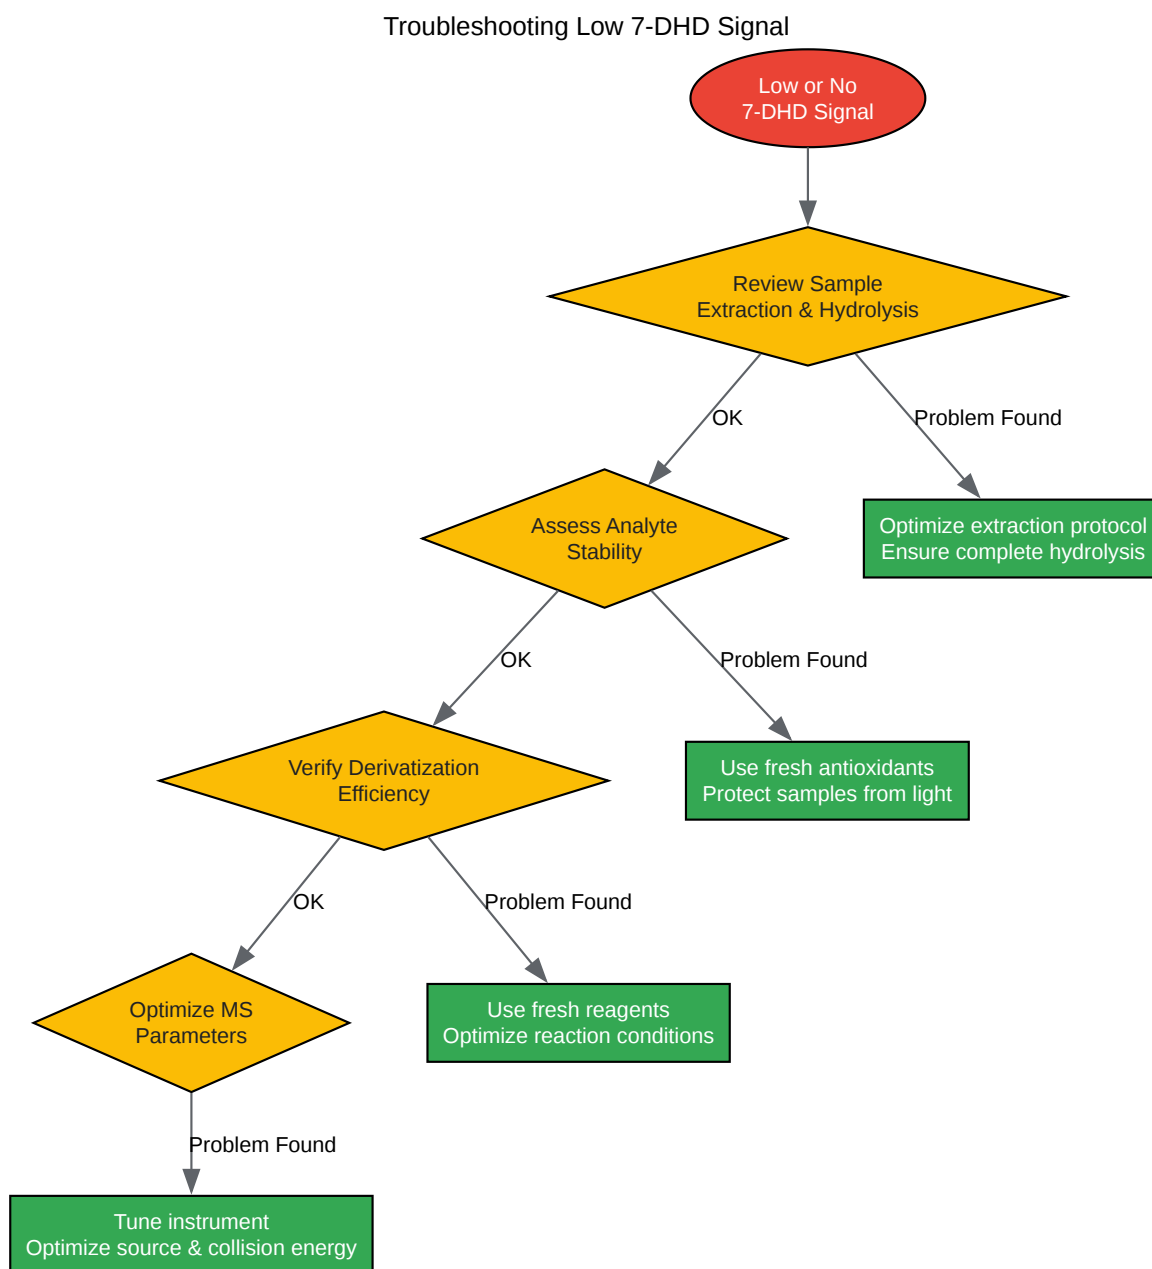 Troubleshooting Low 7-DHD Signal
Low or No
7-DHD Signal
Review Sample
Extraction & Hydrolysis
OK
Problem Found
Assess Analyte
Stability
Optimize extraction protocol
Ensure complete hydrolysis
OK
Problem Found
Verify Derivatization
Efficiency
Use fresh antioxidants
Protect samples from light
OK
Problem Found
Optimize MS
Parameters
Use fresh reagents
Optimize reaction conditions
Problem Found
Tune instrument
Optimize source & collision energy